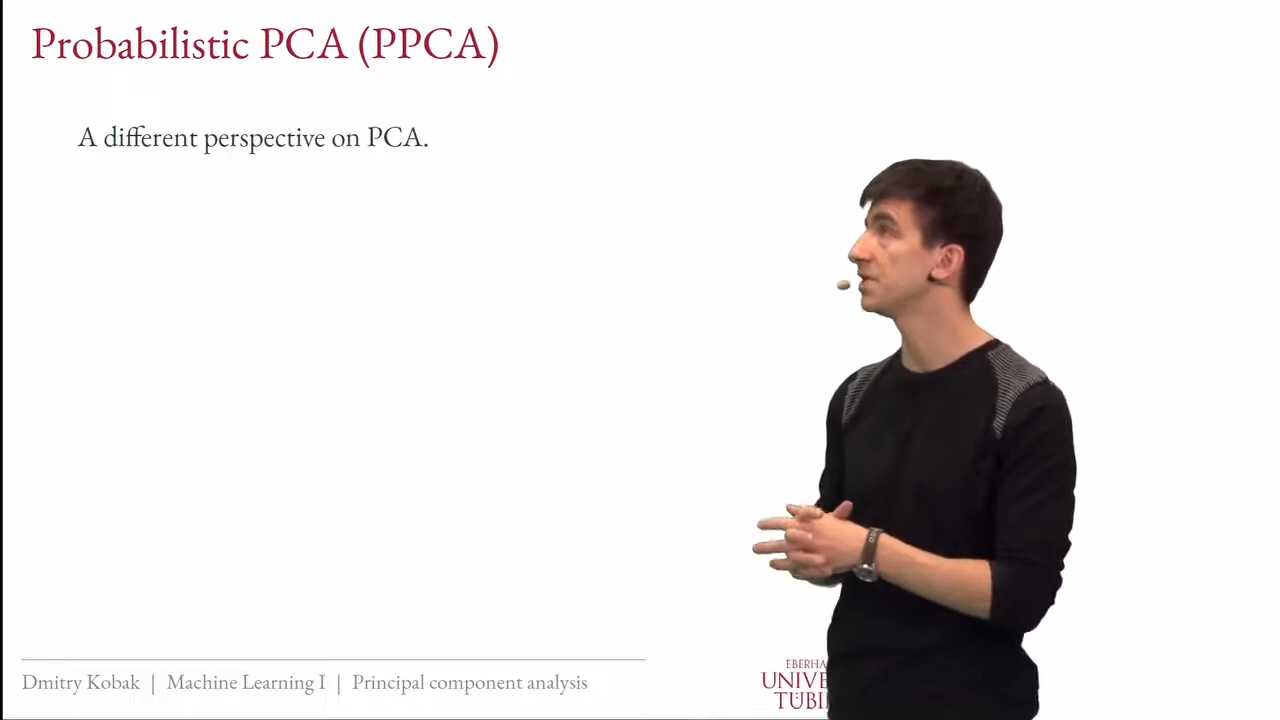 Probabilistic PCA (PPCA)
A different perspective on PCA.
Dmitry Kobak | Machine Learning I | Principal component analysis